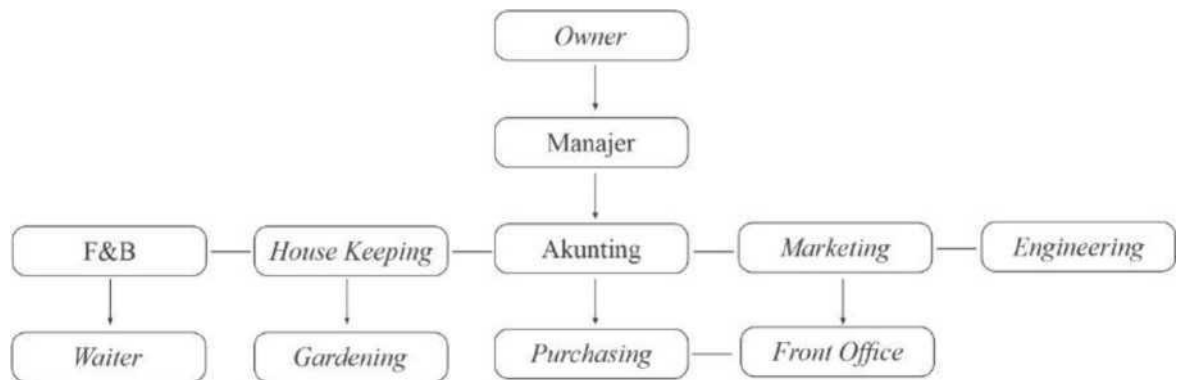 Owner
Manajer
F&B
House Keeping
Akunting
Marketing
Engineering
Waiter
Gardening
Purchasing
Front Office